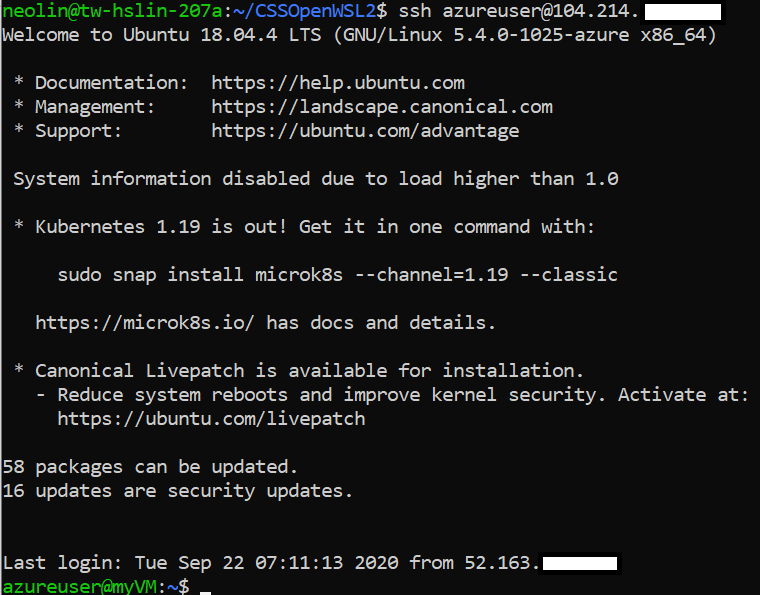 neolin@tw-hslin-207a:~/CSSOpenWSL2$ ssh azureuser@104.214.
Welcome to Ubuntu 18.04.4 LTS (GNU/Linux 5.4.0-1025-azure x86_64)
* Documentation:  https://help.ubuntu.com
* Management:     https://landscape.canonical.com
* Support:        https://ubuntu.com/advantage
System information disabled due to load higher than 1.0
* Kubernetes 1.19 is out! Get it in one command with:
sudo snap install microk8s --channel=1.19 --classic
https://microk8s.io/ has docs and details.
* Canonical Livepatch is available for installation.
- Reduce system reboots and improve kernel security. Activate at:
https://ubuntu.com/livepatch
58 packages can be updated.
16 updates are security updates.
Last login: Tue Sep 22 07:11:13 2020 from 52.163.
azureuser@myVM:~$